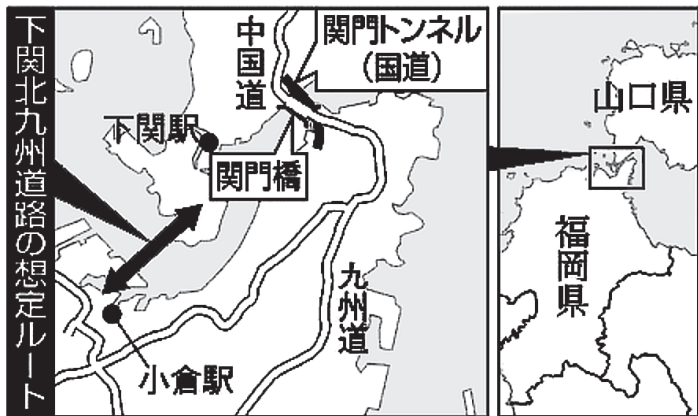 下関北九州道路の想定ルート
中国道
関門トンネル
(国道)
下関駅
関門橋
九州道
小倉駅
山口県
福岡県